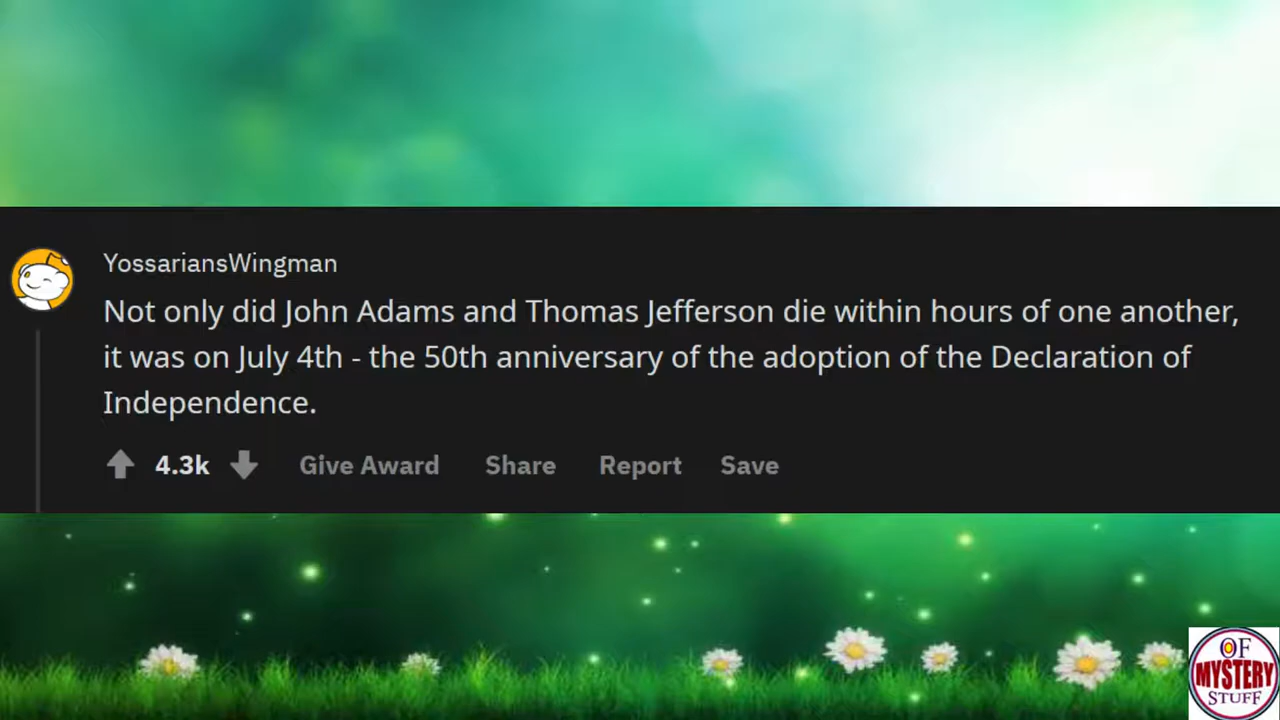 YossariansWingman
Not only did John Adams and Thomas Jefferson die within hours of one another,
it was on July 4th - the 50th anniversary of the adoption of the Declaration of
Independence.
4.3k Give Award Share Report Save
OF
MYSTERY
STUFF